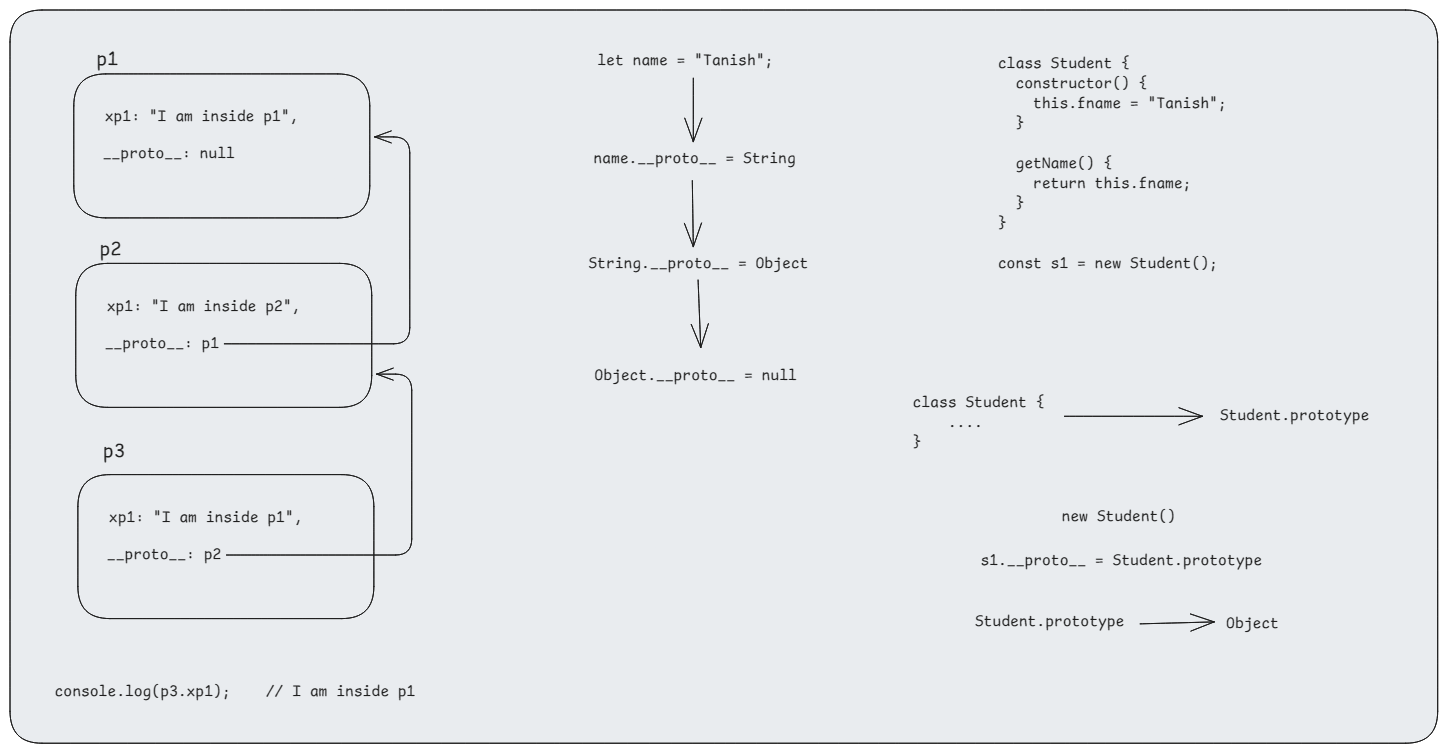 p1
xp1: "I am inside p1",
__proto__: null
p2
xp1: "I am inside p2",
__proto__: p1
p3
xp1: "I am inside p1",
__proto__: p2
console.log(p3.xp1);    // I am inside p1
let name = "Tanish";
name.__proto__ = String
String.__proto__ = Object
Object.__proto__ = null
class Student {
  constructor() {
    this.fname = "Tanish";
  }
  getName() {
    return this.fname;
  }
}
const s1 = new Student();
class Student {
    ....
}
Student.prototype
new Student()
s1.__proto__ = Student.prototype
Student.prototype
Object